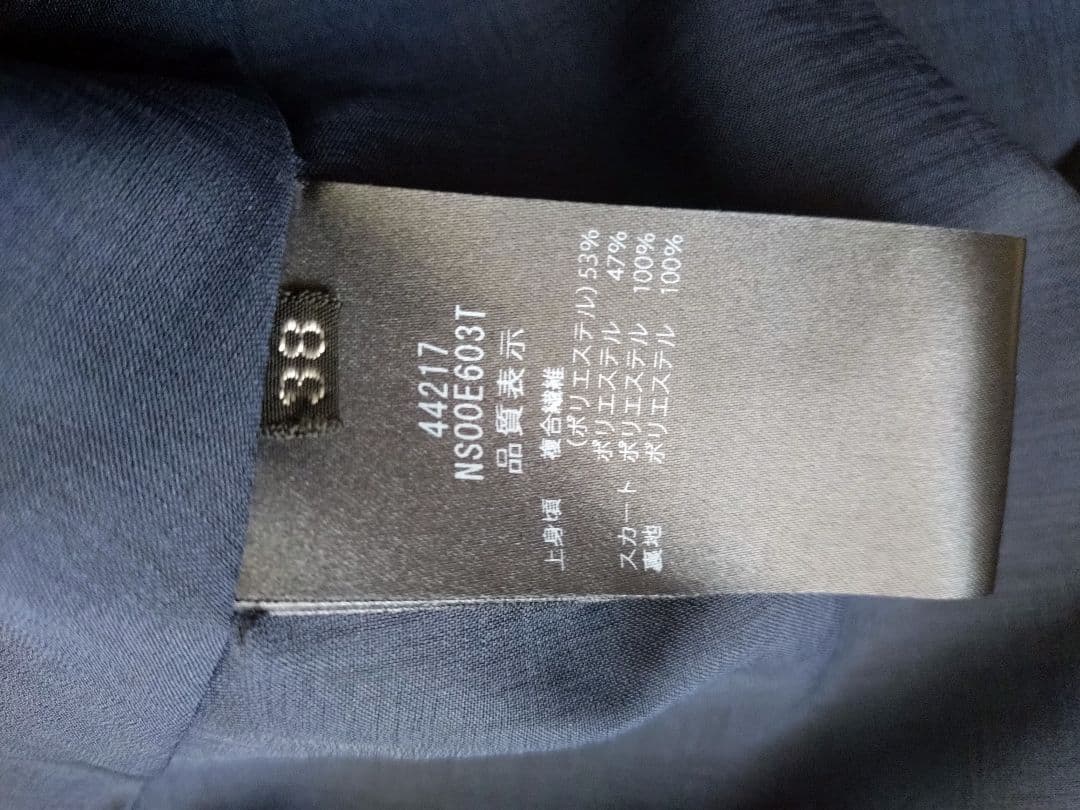 38
44217
NS00E603T
品質表示
上身頃 複合繊維
(ポリエステル) 53%
ポリエステル 47%
スカート ポリエステル 100%
裏地 ポリエステル 100%